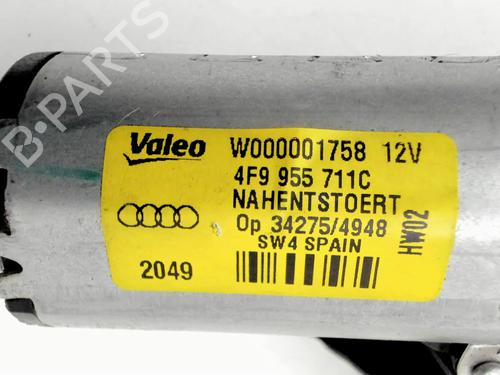 Valeo W000001758 12V
4F9 955 711C
NAHENTSTOERT
Op 34275/4948
SW4 SPAIN
HW02
2049
B-PARTS